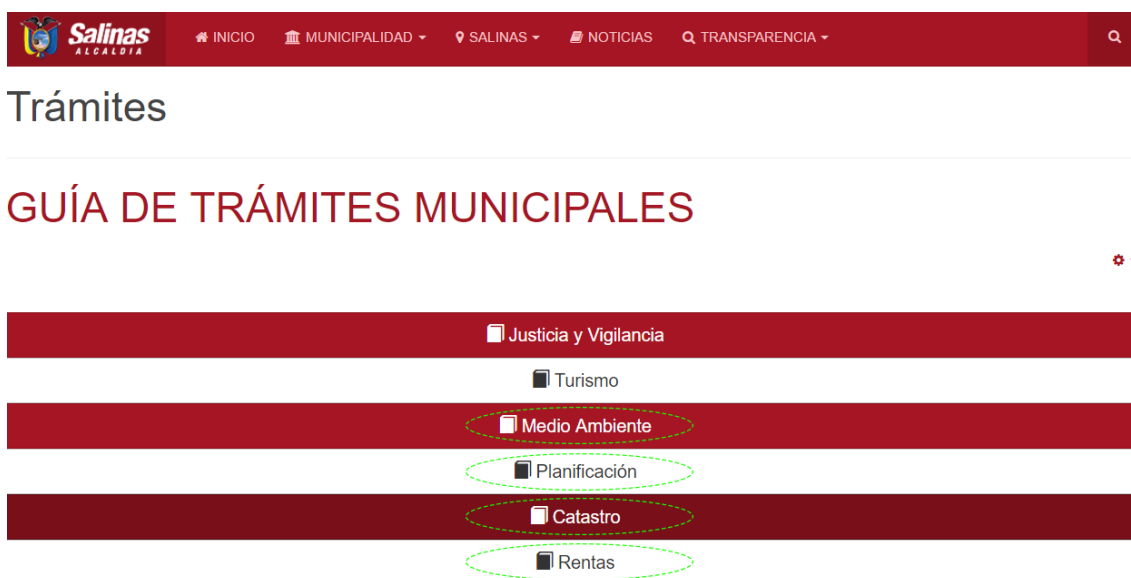 Salinas
ALCALDIA
INICIO
MUNICIPALIDAD
SALINAS
NOTICIAS
TRANSPARENCIA
Trámites
GUÍA DE TRÁMITES MUNICIPALES
Justicia y Vigilancia
Turismo
Medio Ambiente
Planificación
Catastro
Rentas